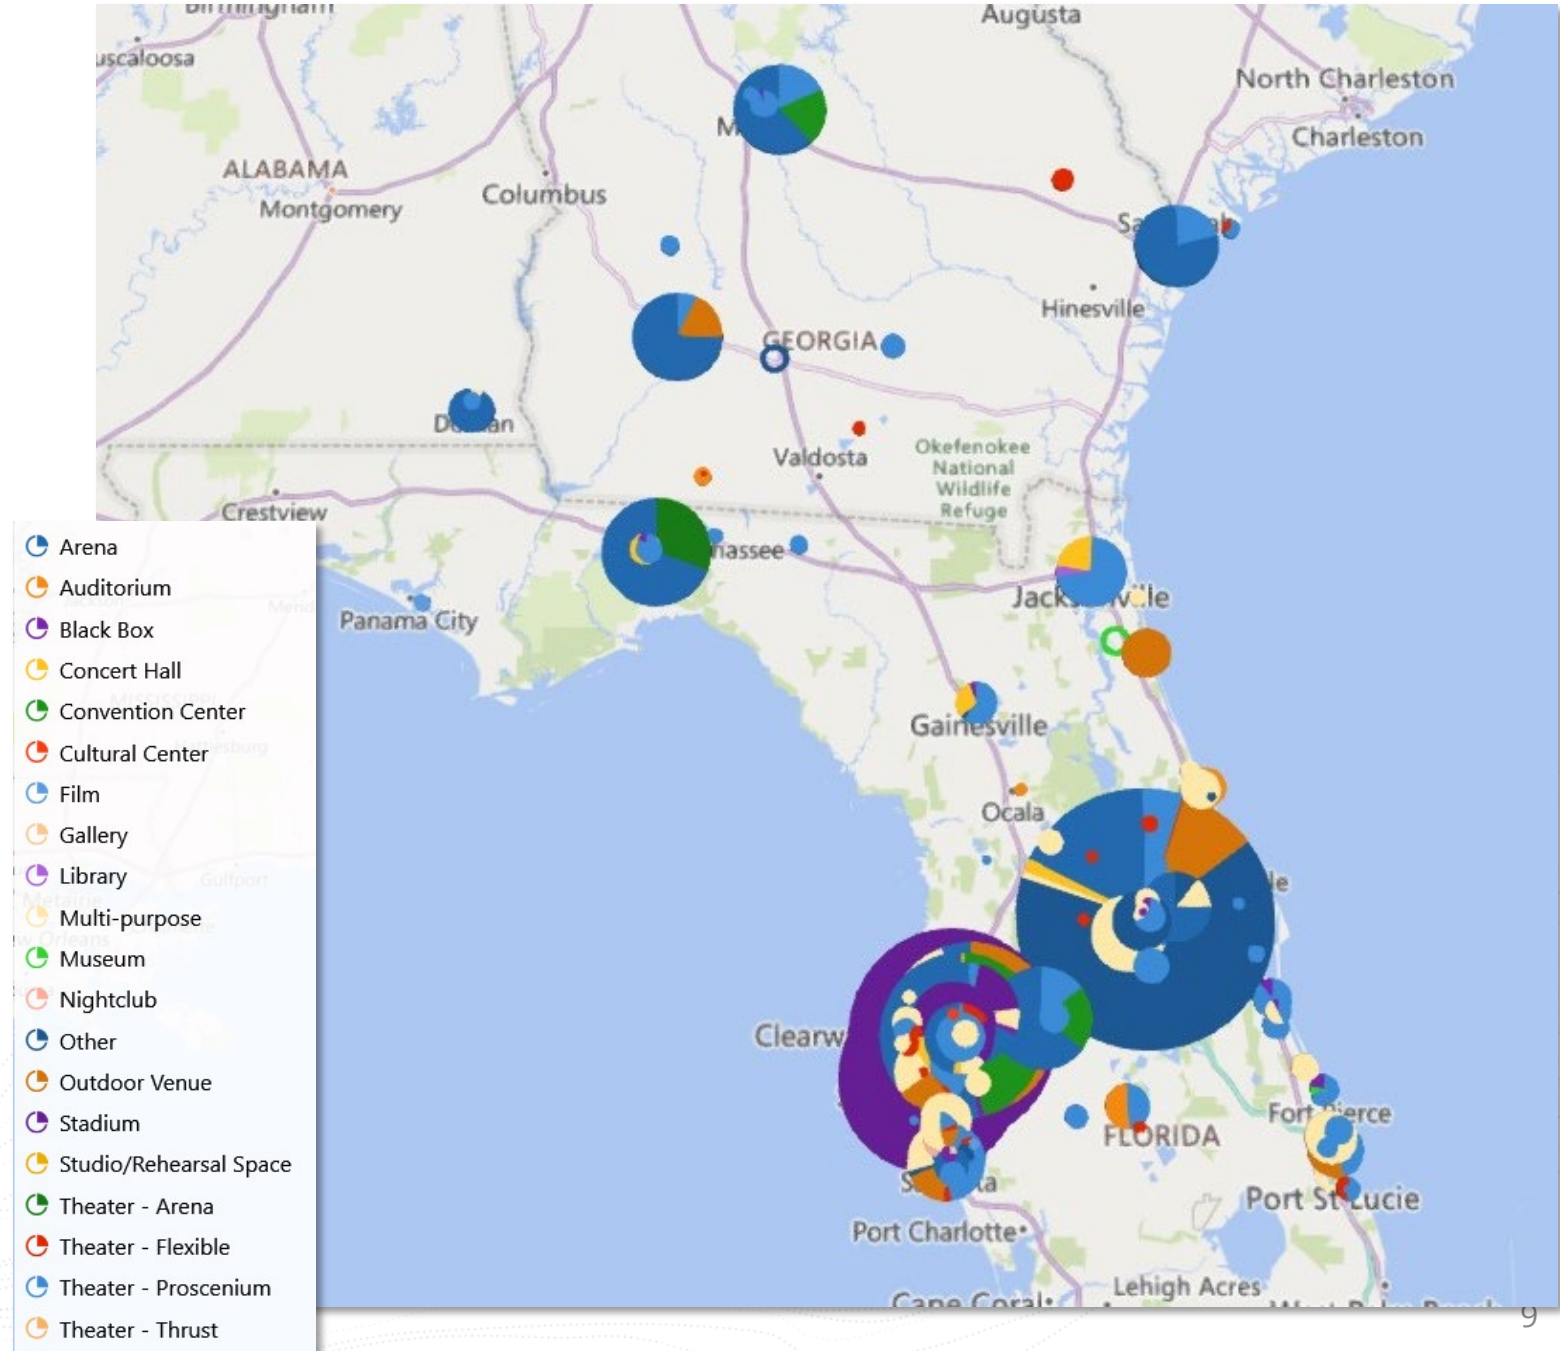 Augusta
North Charleston
Charleston
ALABAMA
Columbus
Montgomery
Hinesville
GEORGIA
Valdosta
Okefenokee
National
Wildlife
Refuge
Crestview
nassee
Panama City
Gainesville
Ocala
Clearw
FLORIDA
Port St Lucie
Port Charlotte
Lehigh Acres
Arena
Auditorium
Black Box
Concert Hall
Convention Center
Cultural Center
Film
Gallery
Library
Multi-purpose
Museum
Nightclub
Other
Outdoor Venue
Stadium
Studio/Rehearsal Space
Theater - Arena
Theater - Flexible
Theater - Proscenium
Theater - Thrust
9